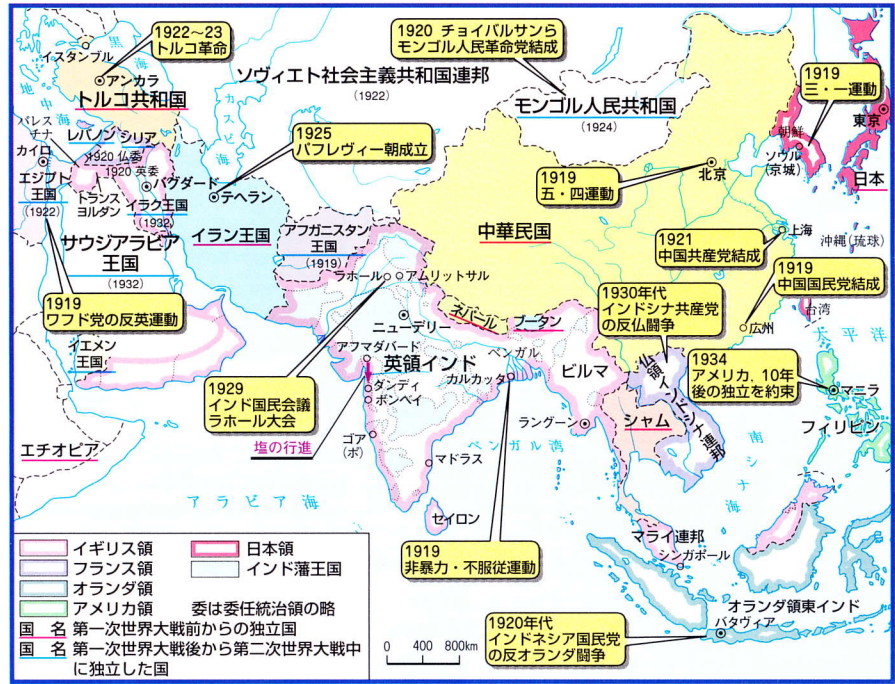 1922〜23
トルコ革命
1920 チョイバルサンら
モンゴル人民革命党結成
黒海
イスタンブル
アンカラ
トルコ共和国
ソヴィエト社会主義共和国連邦
(1922)
カスピ海
モンゴル人民共和国
(1924)
1919
三・一運動
地中海
パレス
チナ
レバノン
シリア
1920 仏委
1920 英委
カイロ
エジプト
王国
(1922)
トランス
ヨルダン
バグダード
イラク王国
(1932)
1925
パフレヴィー朝成立
テヘラン
イラン王国
アフガニスタン
王国
(1919)
1919
五・四運動
北京
朝鮮
ソウル
(京城)
東京
日本
サウジアラビア
王国
(1932)
中華民国
1921
中国共産党結成
上海
沖縄(琉球)
ラホール
アムリットサル
1919
中国国民党結成
1919
ワフド党の反英運動
ネパール
ブータン
1930年代
インドシナ共産党
の反仏闘争
広州
台湾
太平洋
ニューデリー
アフマダバード
英領インド
ベンガル
カルカッタ
ビルマ
仏領インドシナ連邦
1934
アメリカ，10年
後の独立を約束
マニラ
フィリピン
イエメン
王国
1929
インド国民会議
ラホール大会
ダンディ
ボンベイ
塩の行進
ゴア
(ポ)
マドラス
ベンガル湾
ラングーン
シャム
南シナ海
エチオピア
アラビア海
セイロン
1919
非暴力・不服従運動
マライ連邦
シンガポール
オランダ領東インド
バタヴィア
1920年代
インドネシア国民党
の反オランダ闘争
イギリス領
日本領
フランス領
インド藩王国
オランダ領
アメリカ領
委は委任統治領の略
国 名 第一次世界大戦前からの独立国
国 名 第一次世界大戦後から第二次世界大戦中
に独立した国
0 400 800km